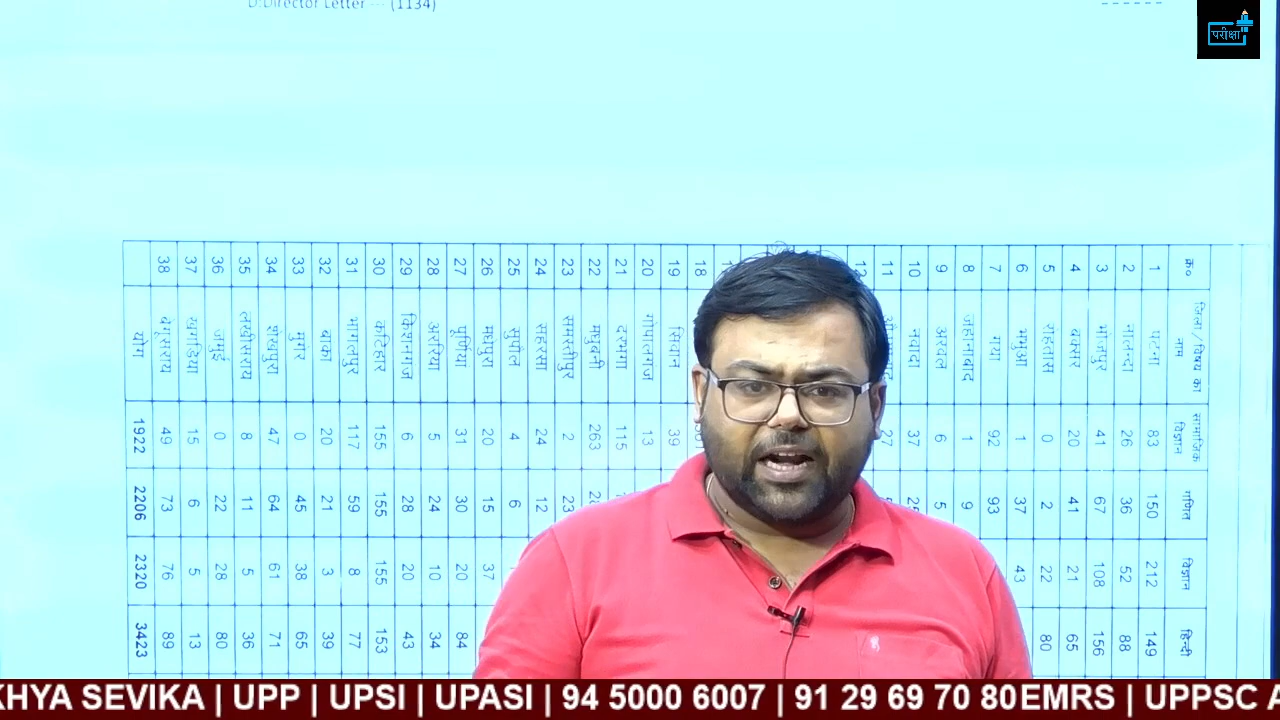 D:Director Letter --- (1134)
परीक्षा
क्र० जिला / विषय का नाम सामाजिक विज्ञान गणित विज्ञान हिन्दी
1 पटना 83 150 212 149
2 नालन्दा 26 36 52 88
3 भोजपुर 41 67 108 156
4 बक्सर 20 41 21 65
5 रोहतास 0 2 22 80
6 भभुआ 1 37 43
7 गया 92 93
8 जहानाबाद 1 9
9 अरवल 6 5
10 नवादा 37
11 27
18
19 सिवान 39
20 गोपालगंज 13
21 दरभंगा 115
22 मधुबनी 263
23 समस्तीपुर 2 23
24 सहरसा 24 12
25 सुपौल 4 6
26 मधेपुरा 20 15 37
27 पूर्णिया 31 30 20 84
28 अररिया 5 24 10 34
29 किशनगंज 6 28 20 43
30 कटिहार 155 155 155 153
31 भागलपुर 117 59 8 77
32 बांका 20 21 3 39
33 मुंगेर 0 45 38 65
34 शेखपुरा 47 64 61 71
35 लखीसराय 8 11 5 36
36 जमुई 0 22 28 80
37 खगड़िया 15 6 5 13
38 बेगूसराय 49 73 76 89
योग 1922 2206 2320 3423
KHYA SEVIKA | UPP | UPSI | UPASI | 94 5000 6007 | 91 29 69 70 80EMRS | UPPSC A